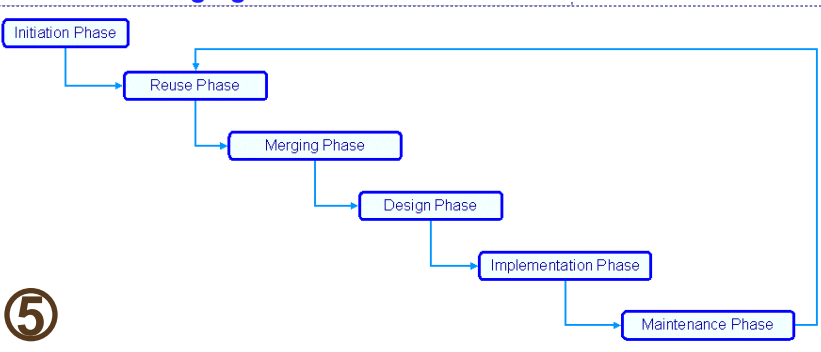 Initiation Phase
Reuse Phase
Merging Phase
Design Phase
Implementation Phase
Maintenance Phase
5